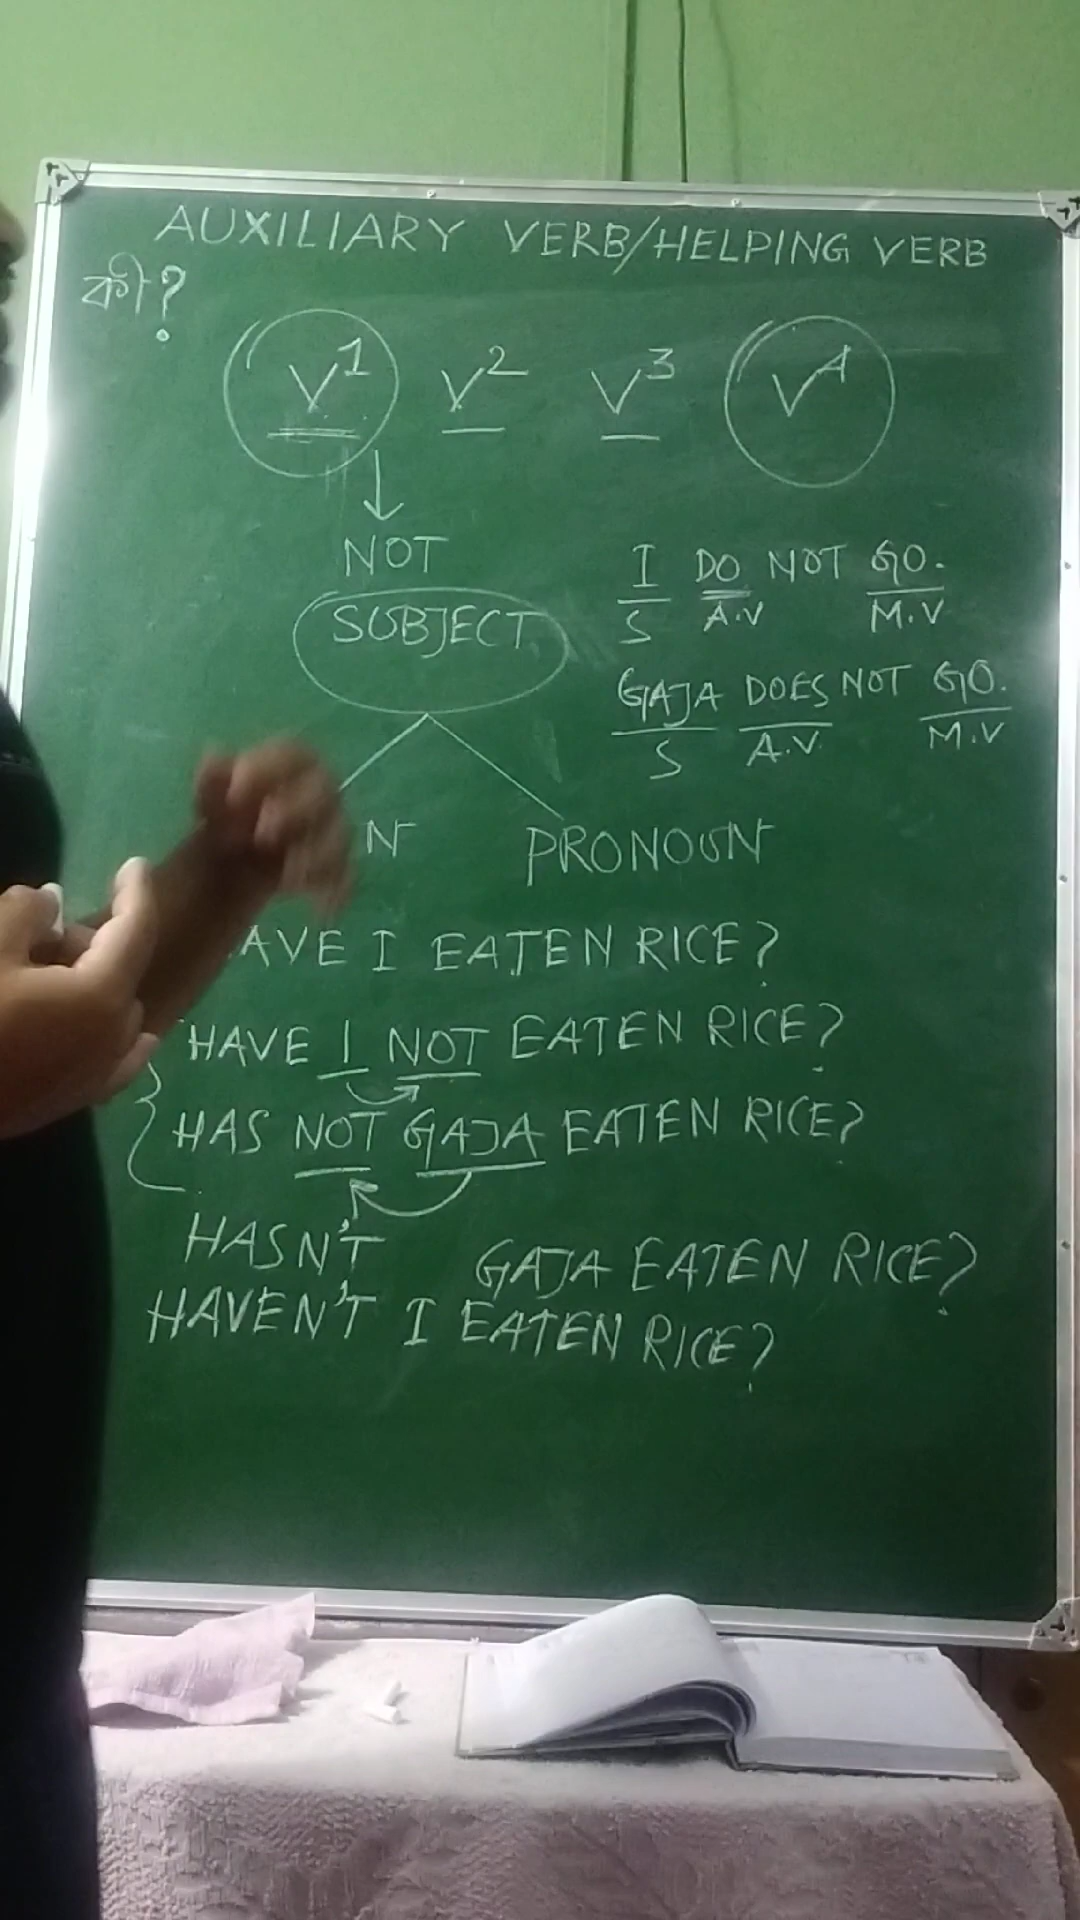 AUXILIARY VERB/HELPING VERB
কী?
V1 V2 V3 V4
NOT
SUBJECT
I DO NOT GO.
S A.V M.V
GAJA DOES NOT GO.
S A.V. M.V
N PRONOUN
AVE I EATEN RICE?
HAVE I NOT EATEN RICE?
HAS NOT GAJA EATEN RICE?
HASN'T GAJA EATEN RICE?
HAVEN'T I EATEN RICE?